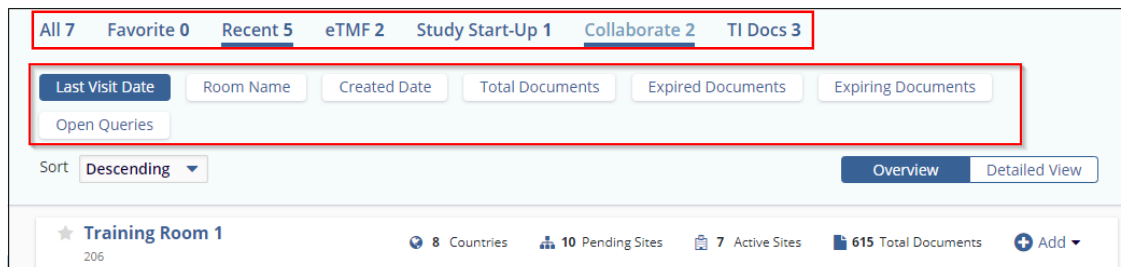 All 7 Favorite 0 Recent 5 eTMF 2 Study Start-Up 1 Collaborate 2 TI Docs 3
Last Visit Date Room Name Created Date Total Documents Expired Documents Expiring Documents
Open Queries
Sort Descending Overview Detailed View
Training Room 1 8 Countries 10 Pending Sites 7 Active Sites 615 Total Documents Add
206